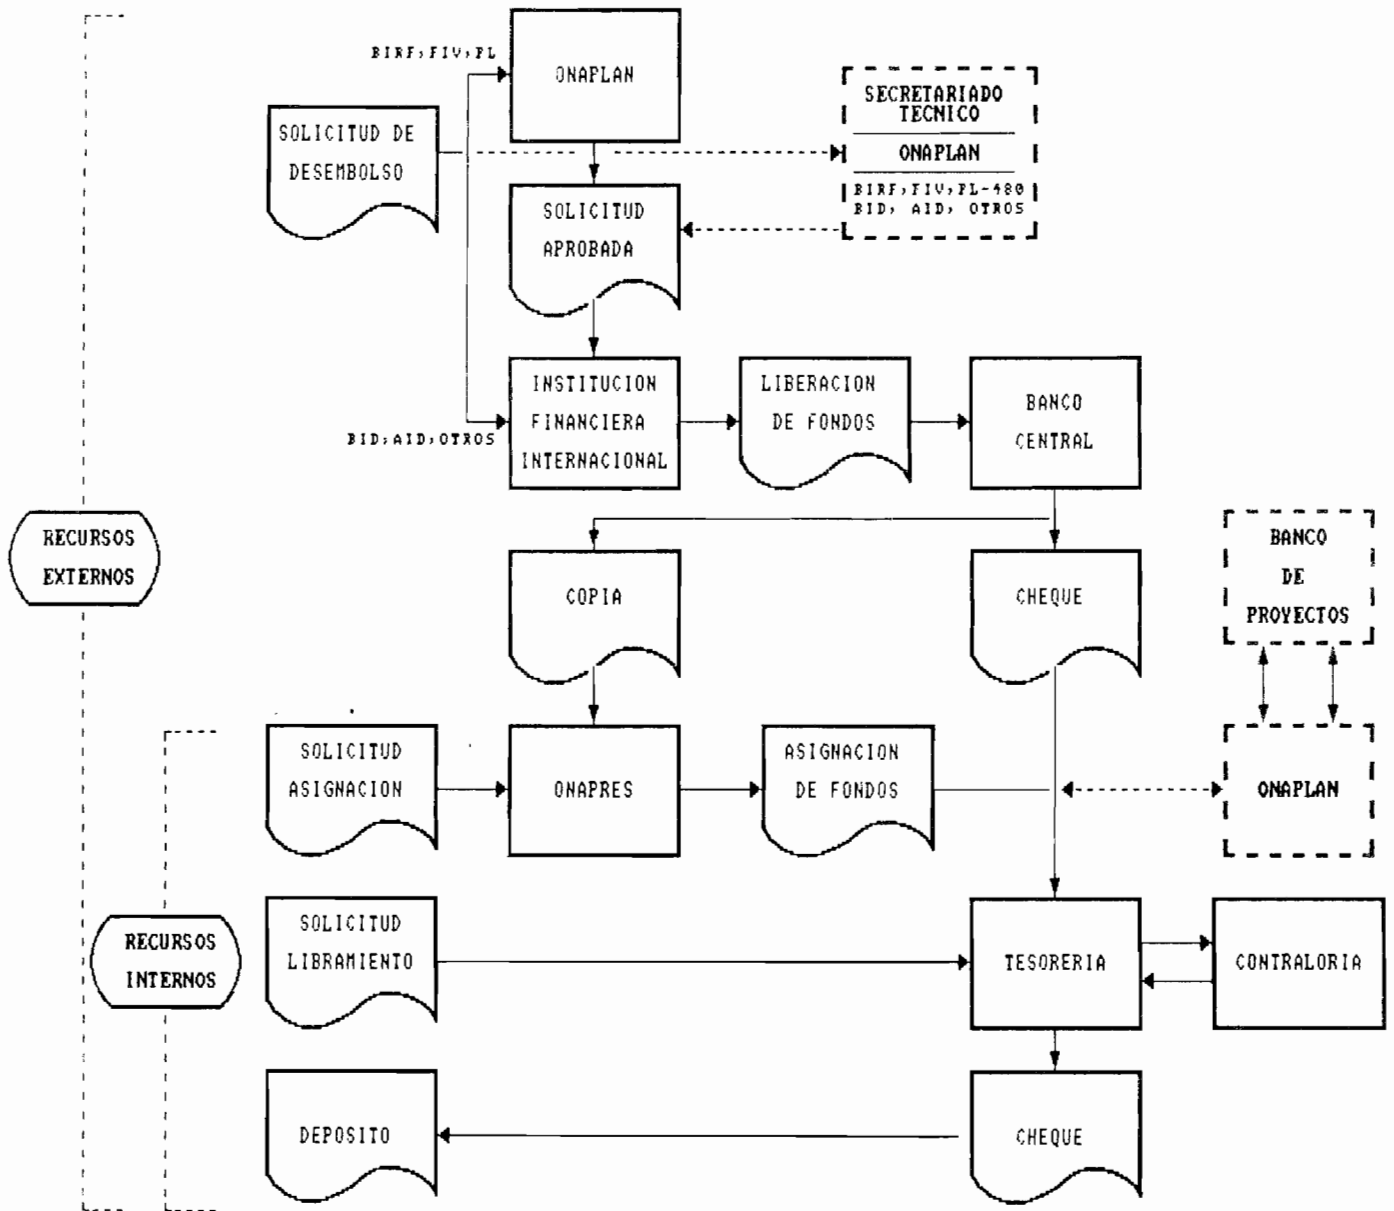 BIRF,FIV,PL
ONAPLAN
SECRETARIADO
TECNICO
ONAPLAN
BIRF,FIV,PL-480
BID, AID, OTROS
SOLICITUD DE
DESEMBOLSO
SOLICITUD
APROBADA
INSTITUCION
FINANCIERA
INTERNACIONAL
BID,AID,OTROS
LIBERACION
DE FONDOS
BANCO
CENTRAL
RECURSOS
EXTERNOS
COPIA
CHEQUE
BANCO
DE
PROYECTOS
SOLICITUD
ASIGNACION
ONAPRES
ASIGNACION
DE FONDOS
ONAPLAN
RECURSOS
INTERNOS
SOLICITUD
LIBRAMIENTO
TESORERIA
CONTRALORIA
DEPOSITO
CHEQUE